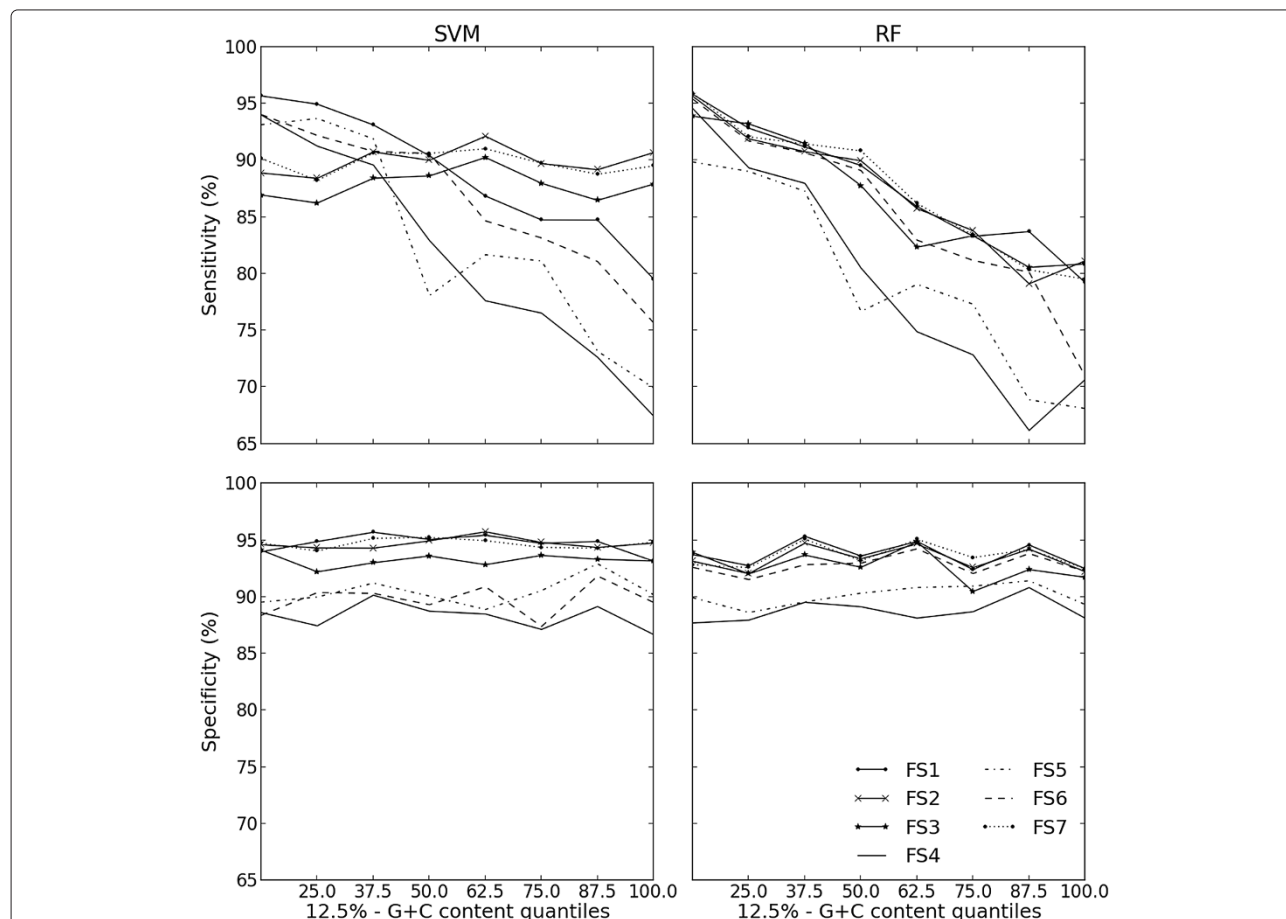 SVM
RF
100
95
90
85
80
75
70
65
Sensitivity (%)
100
95
90
85
80
75
70
65
Specificity (%)
FS1
FS2
FS3
FS4
FS5
FS6
FS7
25.0 37.5 50.0 62.5 75.0 87.5 100.0
12.5% - G+C content quantiles
25.0 37.5 50.0 62.5 75.0 87.5 100.0
12.5% - G+C content quantiles